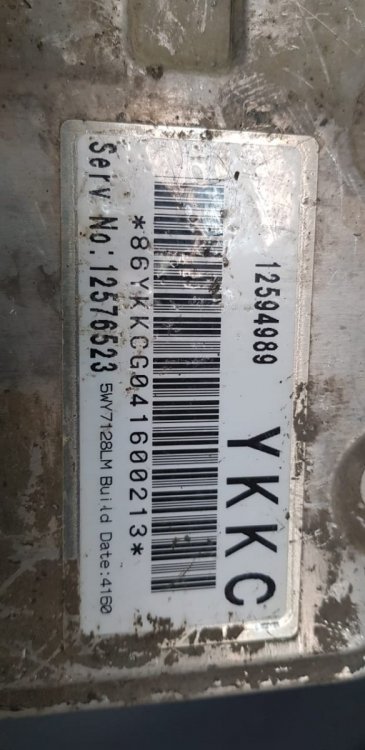 12594989 YKKC
*86YKKCG041600213*
Serv No: 12576523 5WY7128LM Build Date:4160